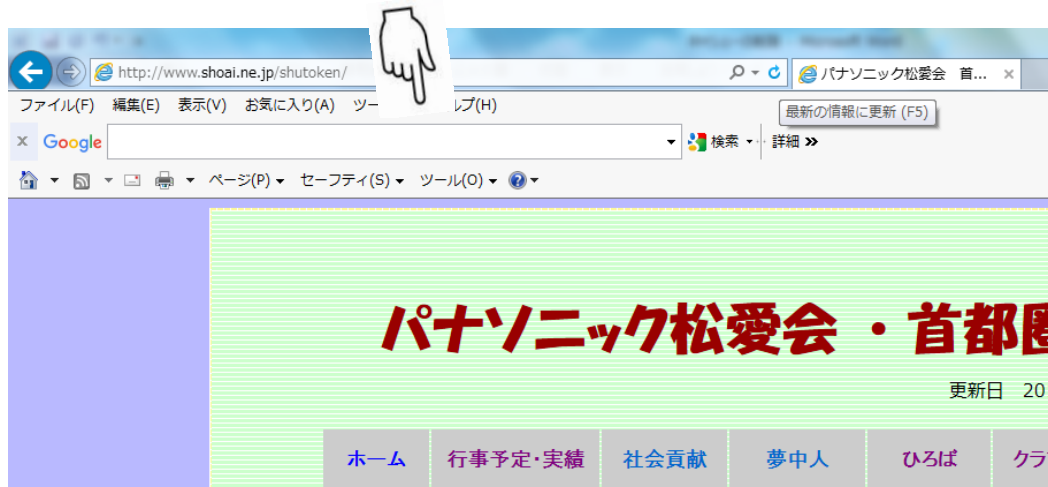 http://www.shoai.ne.jp/shutoken/
パナソニック松愛会 首...
ファイル(F) 編集(E) 表示(V) お気に入り(A) ツー ルプ(H)
最新の情報に更新 (F5)
x Google 検索 詳細 »
ページ(P) セーフティ(S) ツール(O)
パナソニック松愛会・首都圏
更新日 20
ホーム 行事予定・実績 社会貢献 夢中人 ひろば クラ